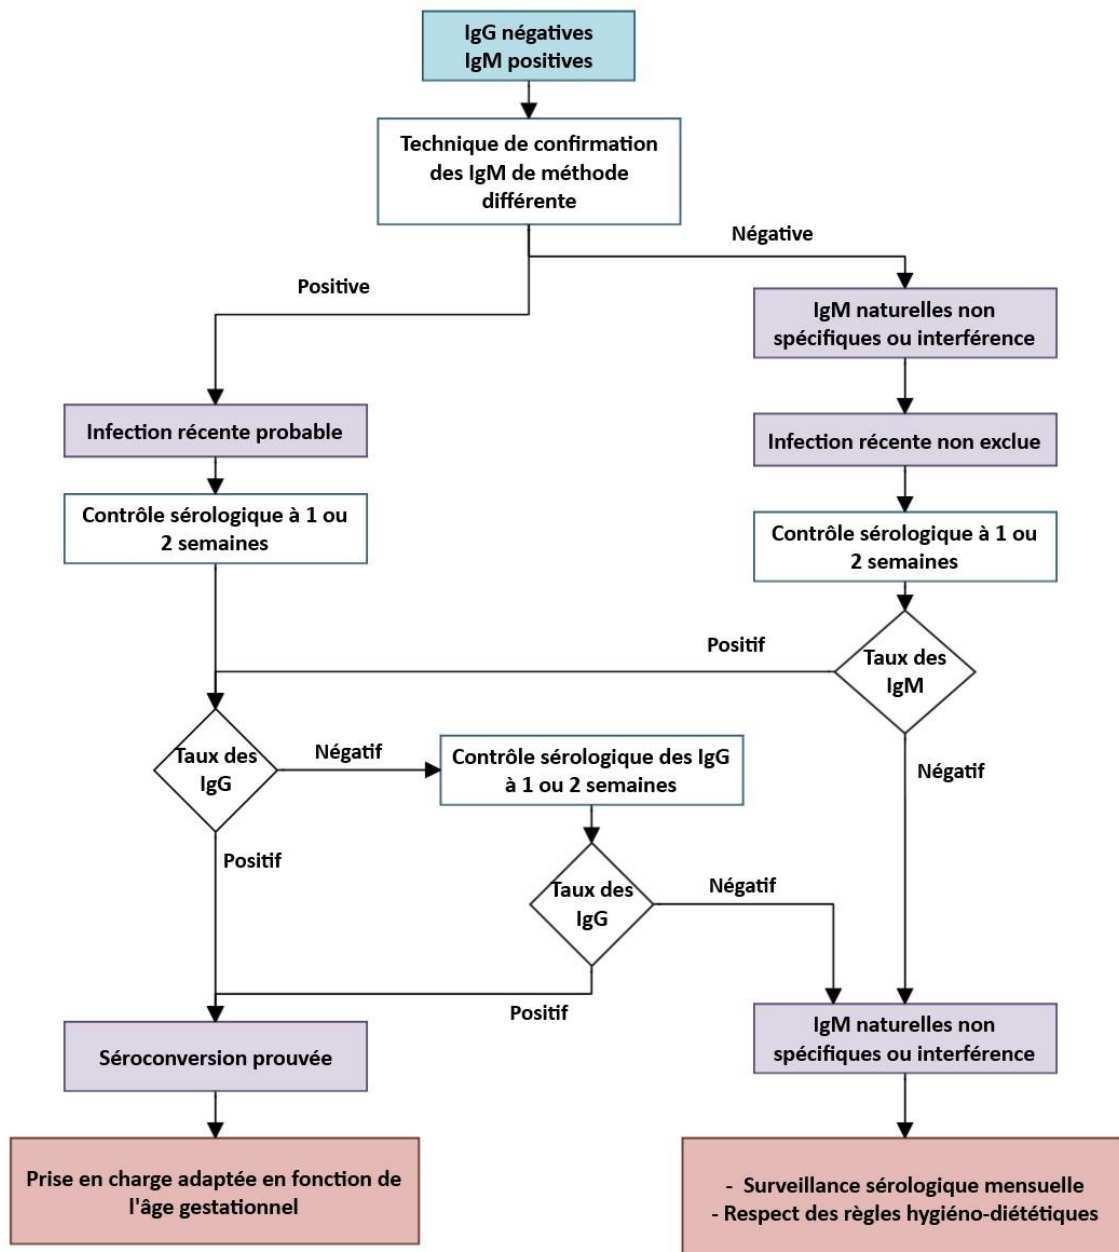 IgG négatives
IgM positives
Technique de confirmation
des IgM de méthode
différente
Négative
Positive
IgM naturelles non
spécifiques ou interférence
Infection récente probable
Infection récente non exclue
Contrôle sérologique à 1 ou
2 semaines
Contrôle sérologique à 1 ou
2 semaines
Positif
Taux des
IgM
Taux des
IgG
Négatif
Contrôle sérologique des IgG
à 1 ou 2 semaines
Négatif
Positif
Taux des
IgG
Négatif
Positif
Séroconversion prouvée
IgM naturelles non
spécifiques ou interférence
Prise en charge adaptée en fonction de
l'âge gestationnel
- Surveillance sérologique mensuelle
- Respect des règles hygiéno-diététiques